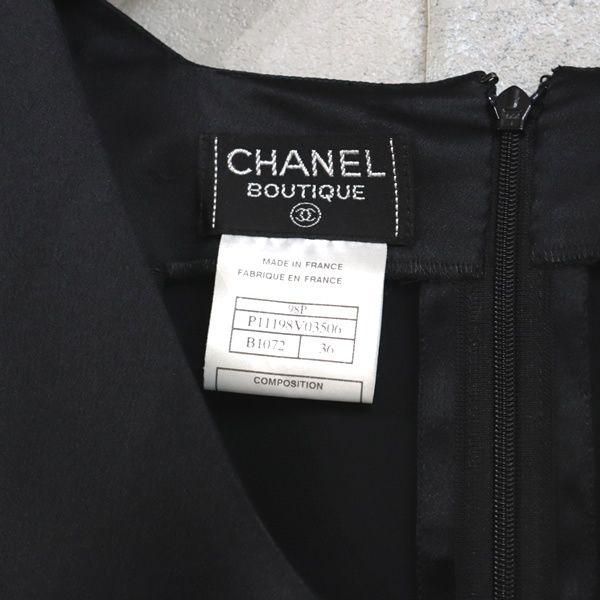 CHANEL
BOUTIQUE
MADE IN FRANCE
FABRIQUE EN FRANCE
98P
P11198V03506
B1072 36
COMPOSITION